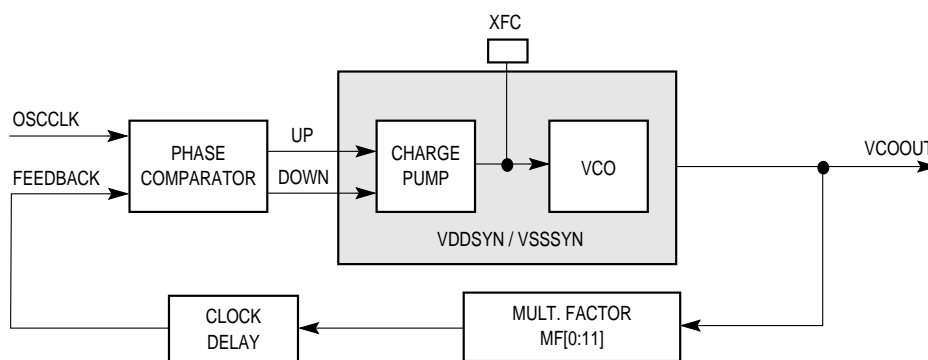 XFC
OSCCLK
FEEDBACK
PHASE
COMPARATOR
UP
DOWN
CHARGE
PUMP
VCO
VDDSYN / VSSSYN
VCOOUT
CLOCK
DELAY
MULT. FACTOR
MF[0:11]